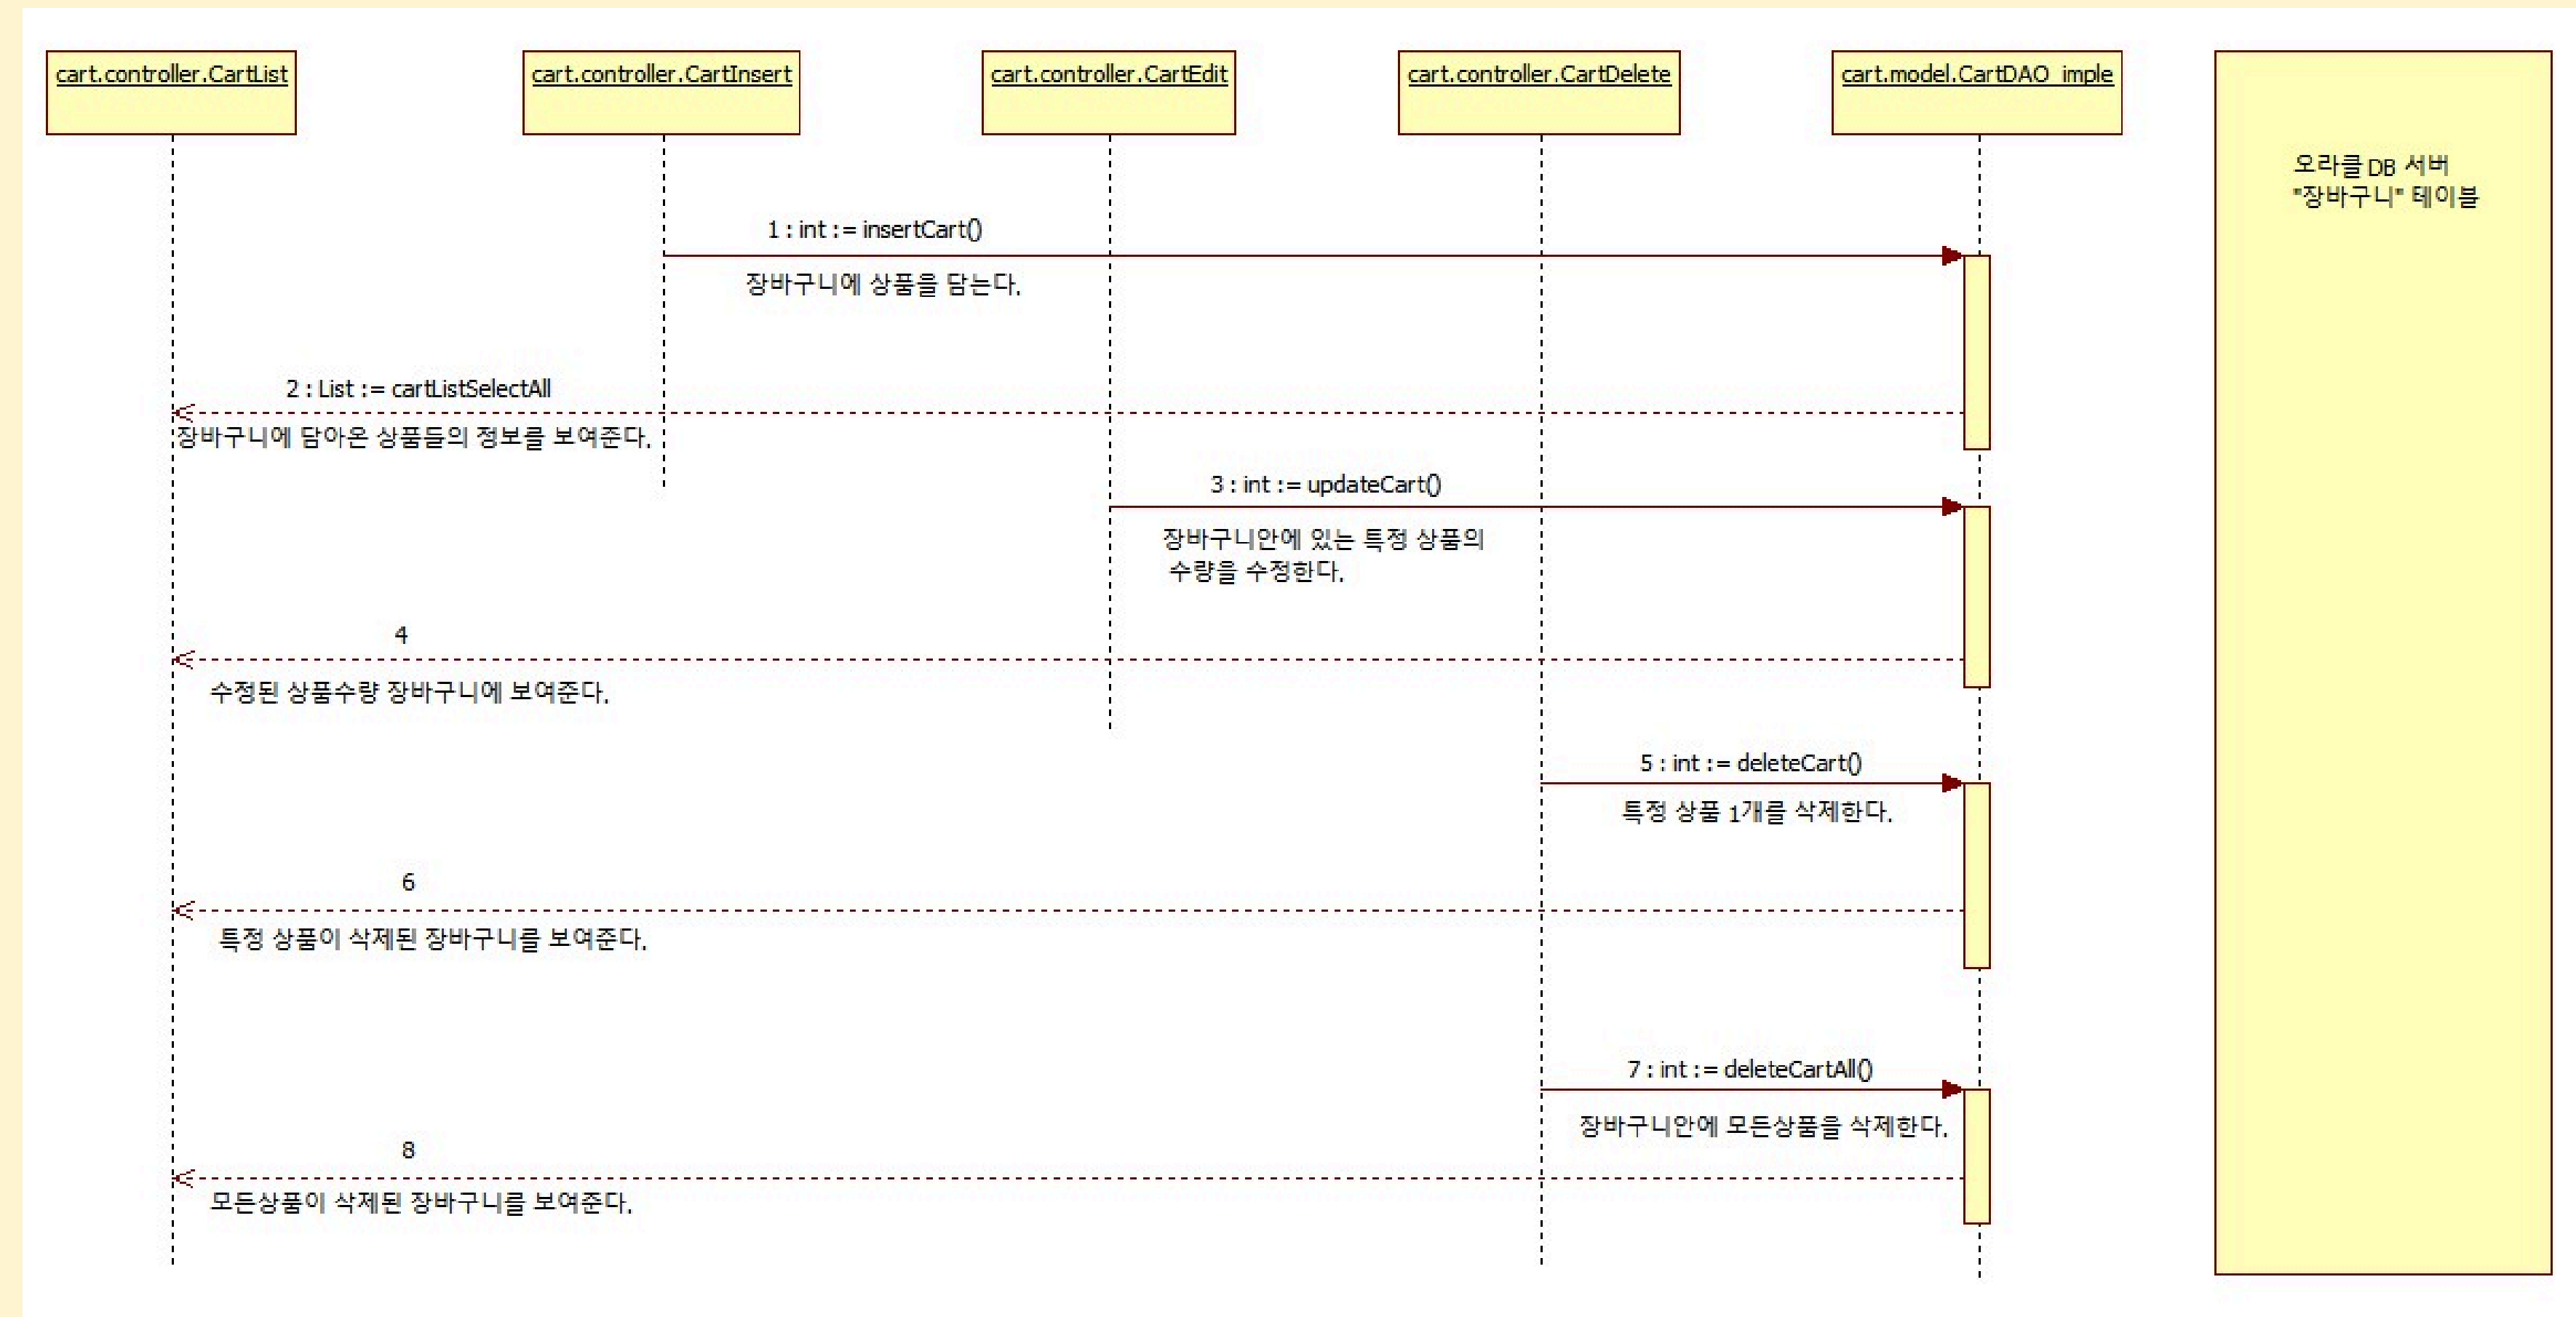 cart.controller.CartList
cart.controller.CartInsert
cart.controller.CartEdit
cart.controller.CartDelete
cart.model.CartDAO_imple
오라클 DB 서버
"장바구니" 테이블
1 : int := insertCart()
장바구니에 상품을 담는다.
2 : List := cartListSelectAll
장바구니에 담아온 상품들의 정보를 보여준다.
3 : int := updateCart()
장바구니안에 있는 특정 상품의
수량을 수정한다.
4
수정된 상품수량 장바구니에 보여준다.
5 : int := deleteCart()
특정 상품 1개를 삭제한다.
6
특정 상품이 삭제된 장바구니를 보여준다.
7 : int := deleteCartAll()
장바구니안에 모든상품을 삭제한다.
8
모든상품이 삭제된 장바구니를 보여준다.